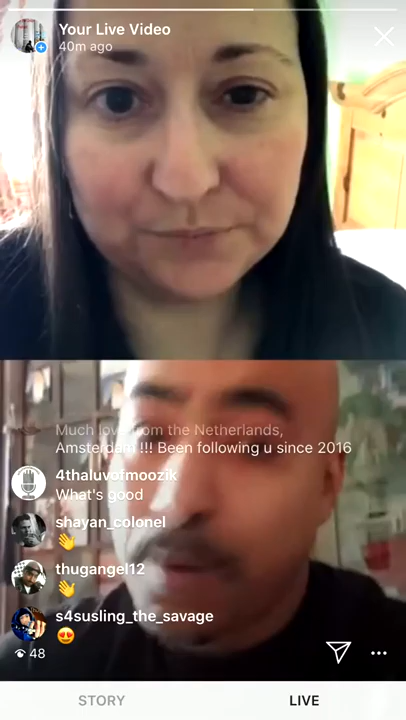 Your Live Video
40m ago
Much love from the Netherlands,
Amsterdam !!! Been following u since 2016
4thaluvofmoozik
What's good
shayan_colonel
👋
thugangel12
👋
s4susling_the_savage
😍
48
STORY
LIVE